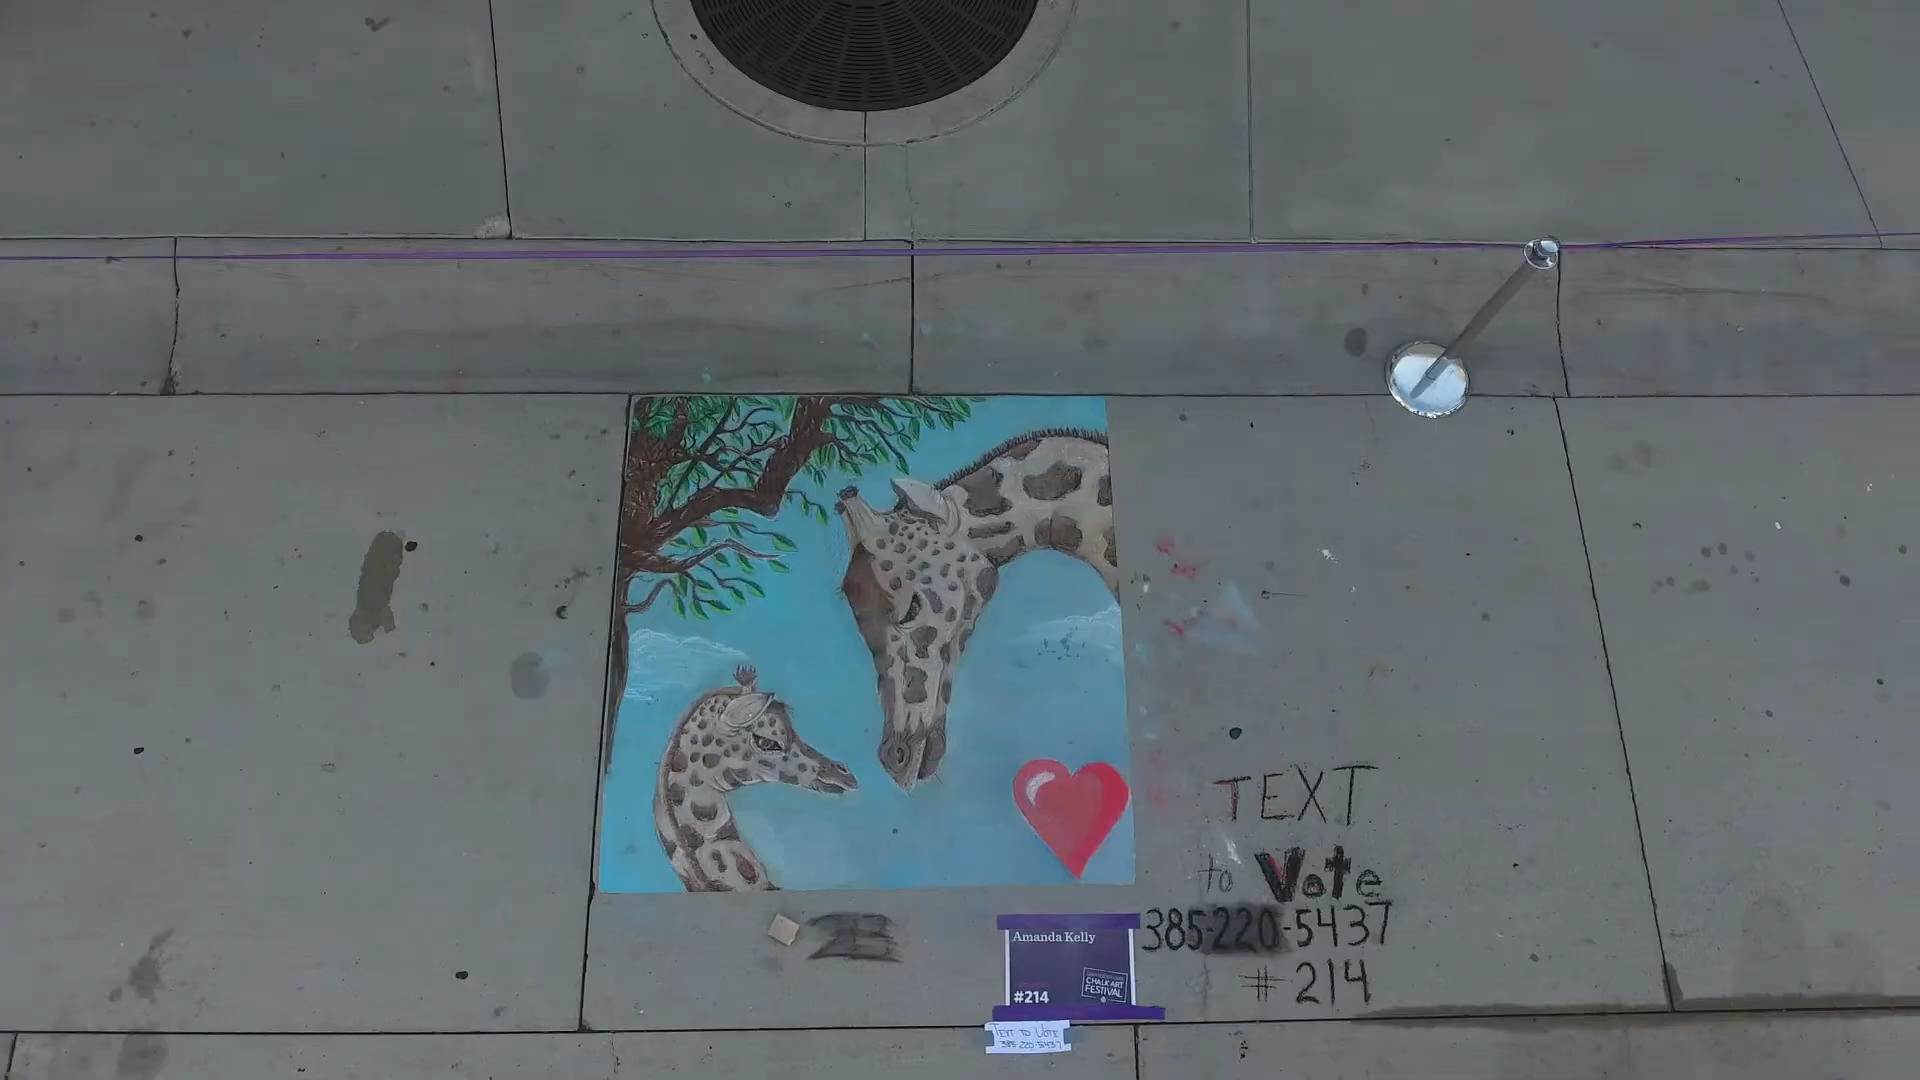 TEXT
to Vote
385-220-5437
#214
Amanda Kelly
CHALK ART
FESTIVAL
#214
TEXT TO VOTE
385-220-5437